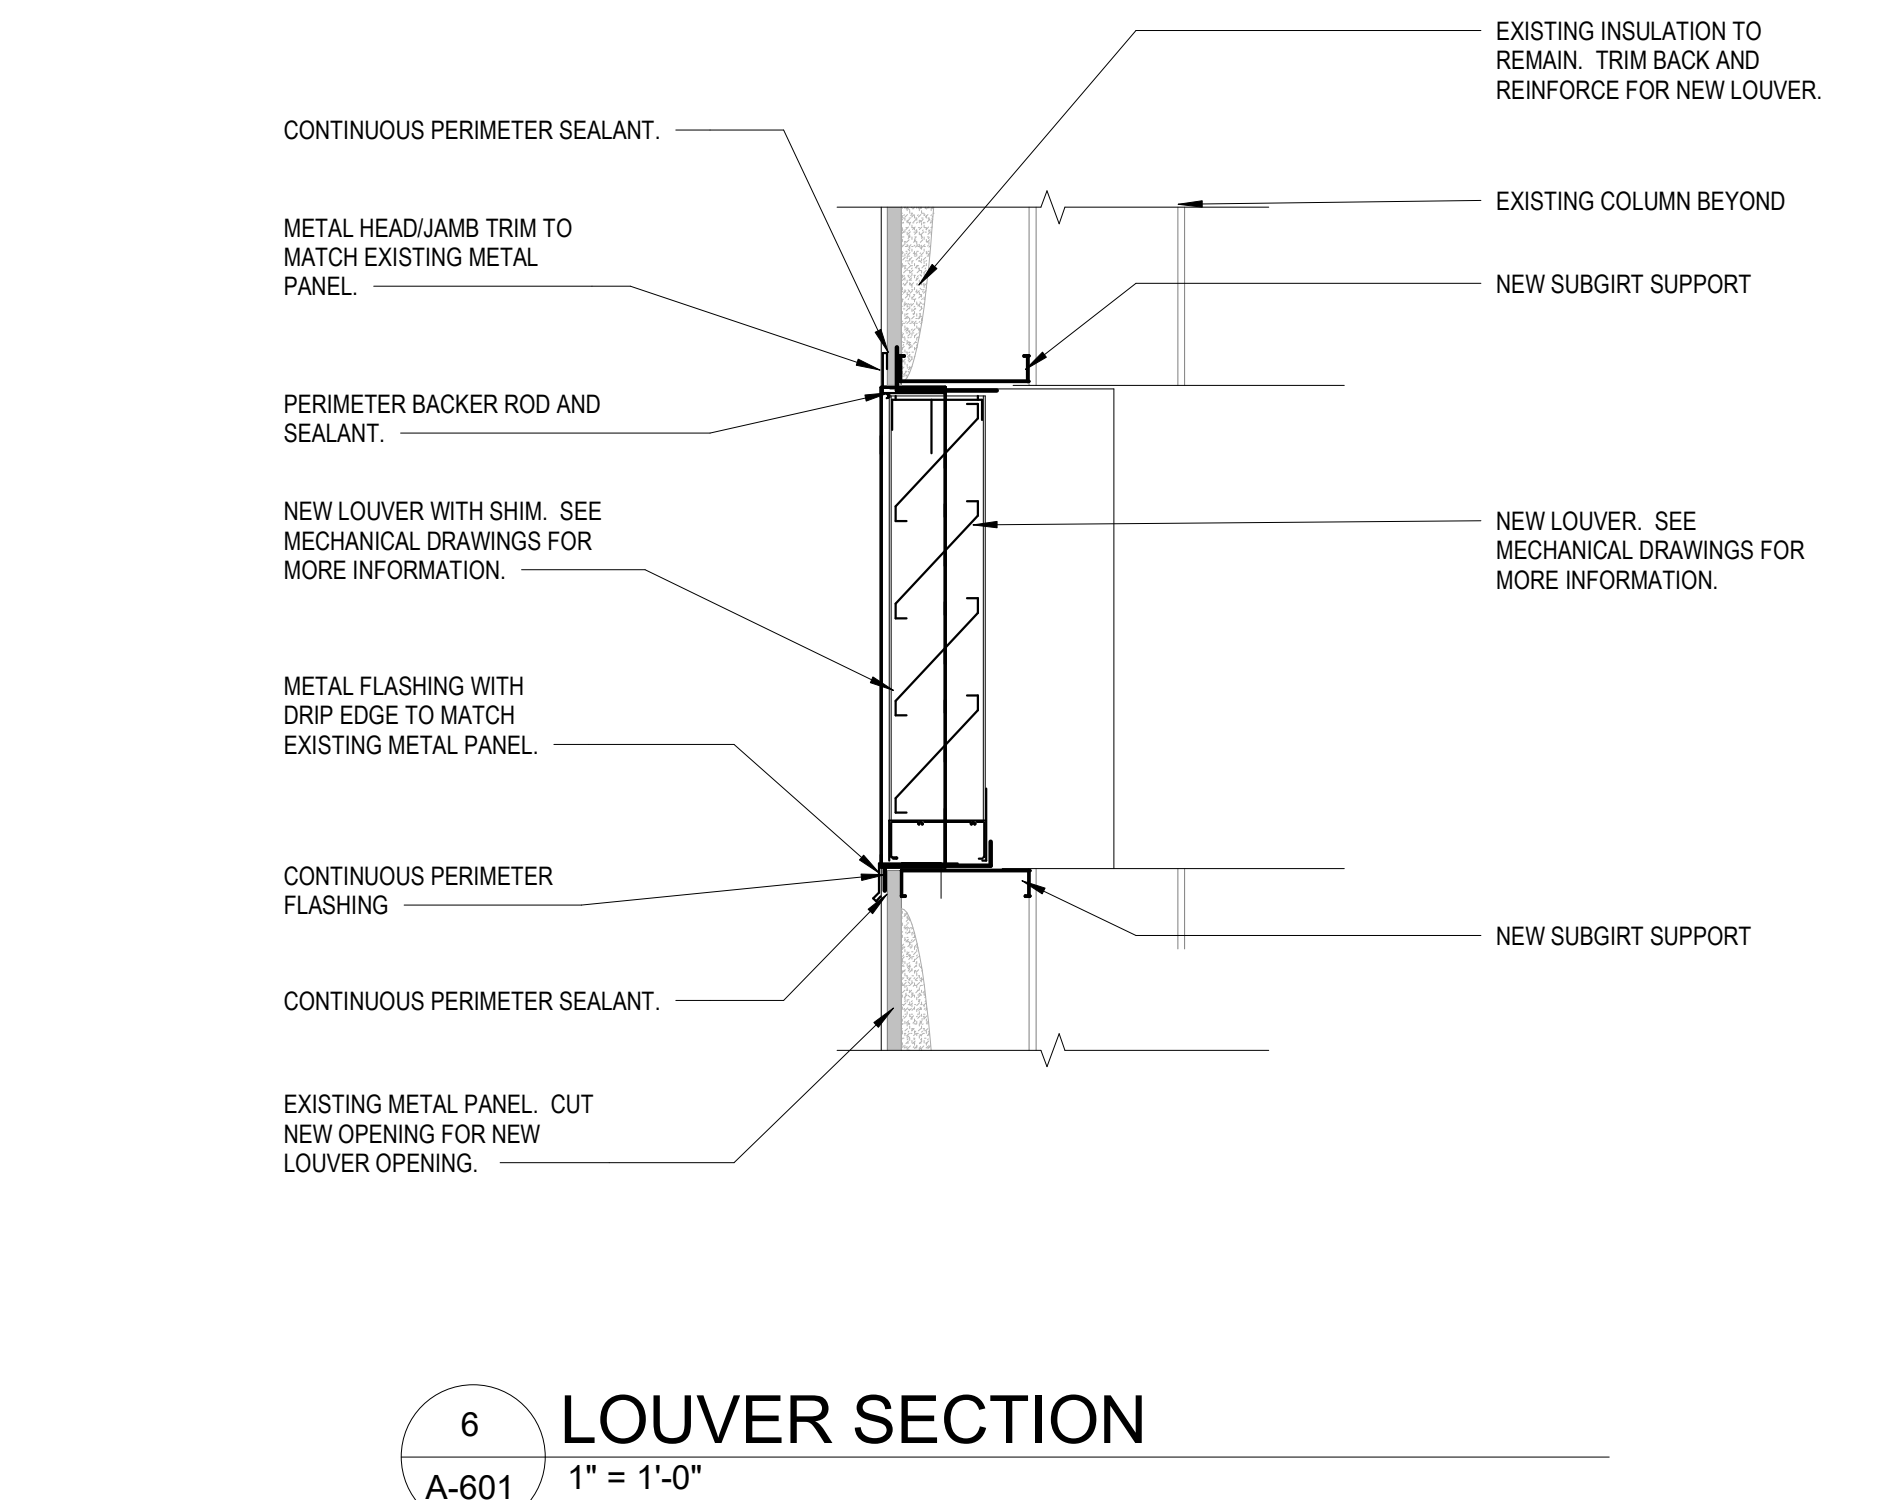 EXISTING INSULATION TO
REMAIN.  TRIM BACK AND
REINFORCE FOR NEW LOUVER.
CONTINUOUS PERIMETER SEALANT.
EXISTING COLUMN BEYOND
METAL HEAD/JAMB TRIM TO
MATCH EXISTING METAL
PANEL.
NEW SUBGIRT SUPPORT
PERIMETER BACKER ROD AND
SEALANT.
NEW LOUVER WITH SHIM.  SEE
MECHANICAL DRAWINGS FOR
MORE INFORMATION.
NEW LOUVER.  SEE
MECHANICAL DRAWINGS FOR
MORE INFORMATION.
METAL FLASHING WITH
DRIP EDGE TO MATCH
EXISTING METAL PANEL.
CONTINUOUS PERIMETER
FLASHING
NEW SUBGIRT SUPPORT
CONTINUOUS PERIMETER SEALANT.
EXISTING METAL PANEL.  CUT
NEW OPENING FOR NEW
LOUVER OPENING.
6
LOUVER SECTION
A-601
1" = 1'-0"